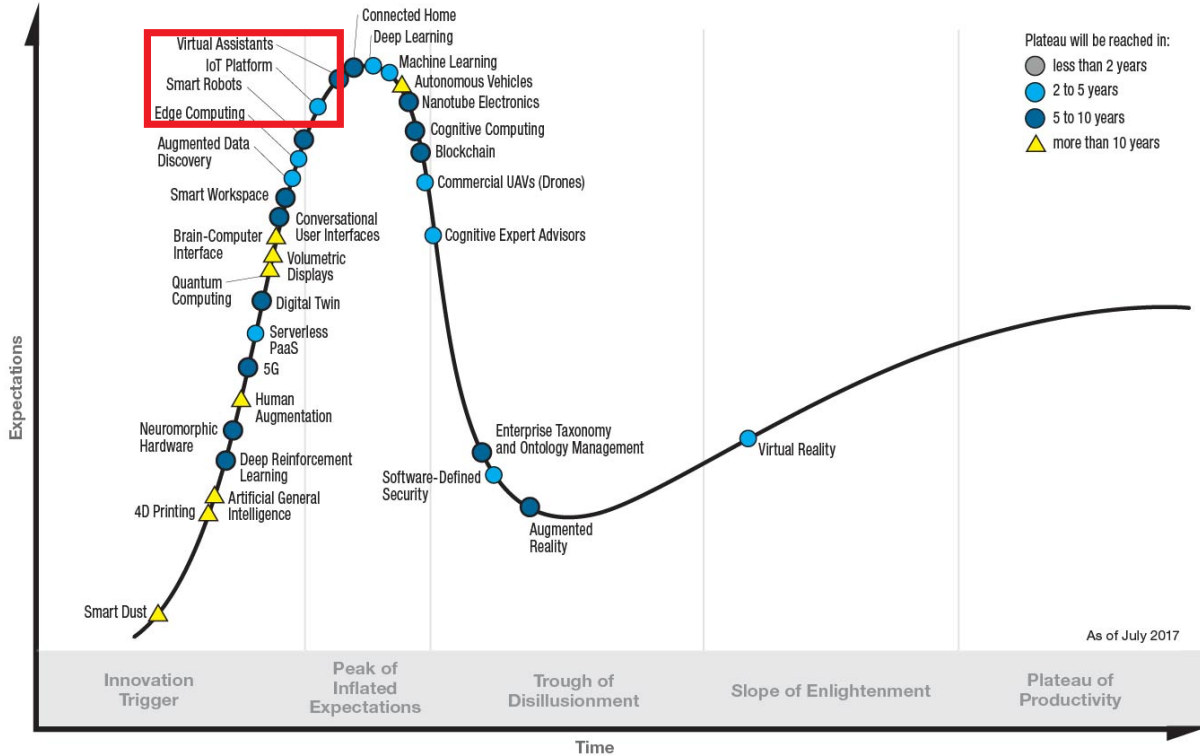 Connected Home
Virtual Assistants
Deep Learning
IoT Platform
Machine Learning
Smart Robots
Autonomous Vehicles
Edge Computing
Nanotube Electronics
Augmented Data
Discovery
Cognitive Computing
Blockchain
Smart Workspace
Commercial UAVs (Drones)
Conversational
User Interfaces
Brain-Computer
Interface
Cognitive Expert Advisors
Volumetric
Displays
Quantum
Computing
Digital Twin
Serverless
PaaS
5G
Human
Augmentation
Neuromorphic
Hardware
Deep Reinforcement
Learning
Artificial General
Intelligence
4D Printing
Smart Dust
Enterprise Taxonomy
and Ontology Management
Software-Defined
Security
Augmented
Reality
Virtual Reality
Plateau will be reached in:
less than 2 years
2 to 5 years
5 to 10 years
more than 10 years
Expectations
As of July 2017
Innovation
Trigger
Peak of
Inflated
Expectations
Trough of
Disillusionment
Slope of Enlightenment
Plateau of
Productivity
Time